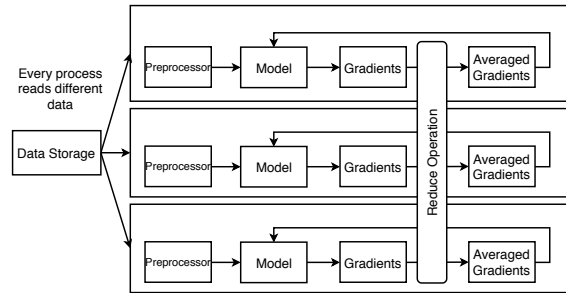 Every process
reads different
data
Data Storage
Preprocessor
Model
Gradients
Averaged
Gradients
Preprocessor
Model
Gradients
Averaged
Gradients
Preprocessor
Model
Gradients
Averaged
Gradients
Reduce Operation